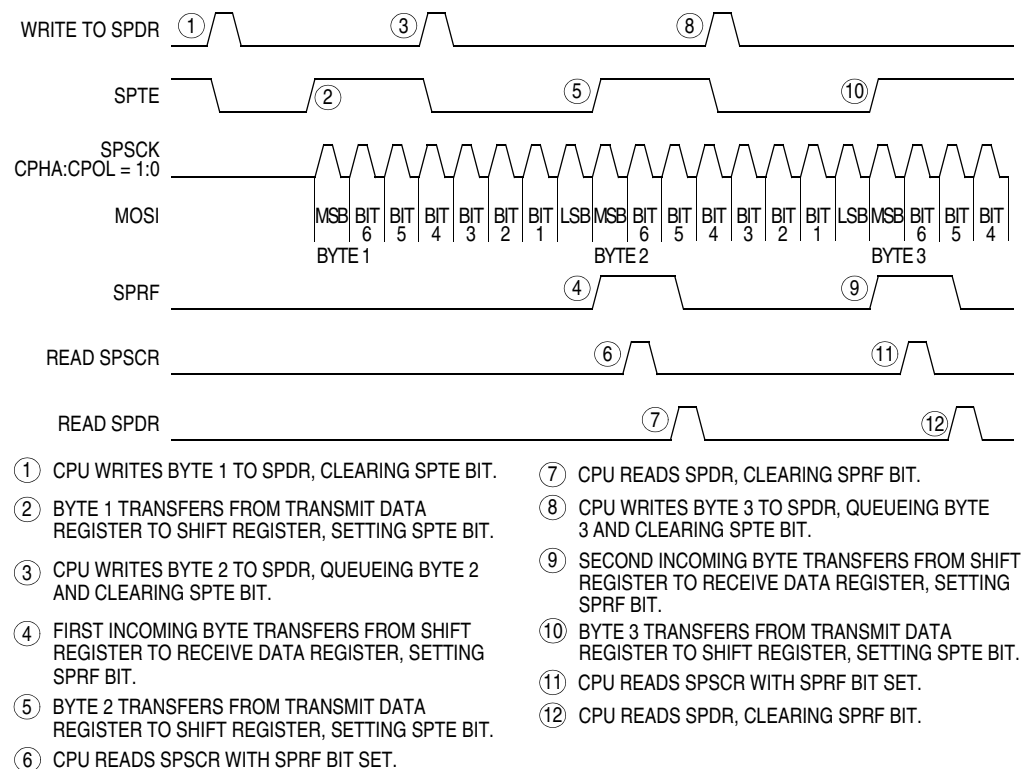 WRITE TO SPDR
1
3
8
SPTE
2
5
10
SPSCK
CPHA:CPOL = 1:0
MOSI
MSB BIT 6 BIT 5 BIT 4 BIT 3 BIT 2 BIT 1 LSB MSB BIT 6 BIT 5 BIT 4 BIT 3 BIT 2 BIT 1 LSB MSB BIT 6 BIT 5 BIT 4
BYTE 1
BYTE 2
BYTE 3
SPRF
4
9
READ SPSCR
6
11
READ SPDR
7
12
1 CPU WRITES BYTE 1 TO SPDR, CLEARING SPTE BIT.
2 BYTE 1 TRANSFERS FROM TRANSMIT DATA
REGISTER TO SHIFT REGISTER, SETTING SPTE BIT.
3 CPU WRITES BYTE 2 TO SPDR, QUEUEING BYTE 2
AND CLEARING SPTE BIT.
4 FIRST INCOMING BYTE TRANSFERS FROM SHIFT
REGISTER TO RECEIVE DATA REGISTER, SETTING
SPRF BIT.
5 BYTE 2 TRANSFERS FROM TRANSMIT DATA
REGISTER TO SHIFT REGISTER, SETTING SPTE BIT.
6 CPU READS SPSCR WITH SPRF BIT SET.
7 CPU READS SPDR, CLEARING SPRF BIT.
8 CPU WRITES BYTE 3 TO SPDR, QUEUEING BYTE
3 AND CLEARING SPTE BIT.
9 SECOND INCOMING BYTE TRANSFERS FROM SHIFT
REGISTER TO RECEIVE DATA REGISTER, SETTING
SPRF BIT.
10 BYTE 3 TRANSFERS FROM TRANSMIT DATA
REGISTER TO SHIFT REGISTER, SETTING SPTE BIT.
11 CPU READS SPSCR WITH SPRF BIT SET.
12 CPU READS SPDR, CLEARING SPRF BIT.